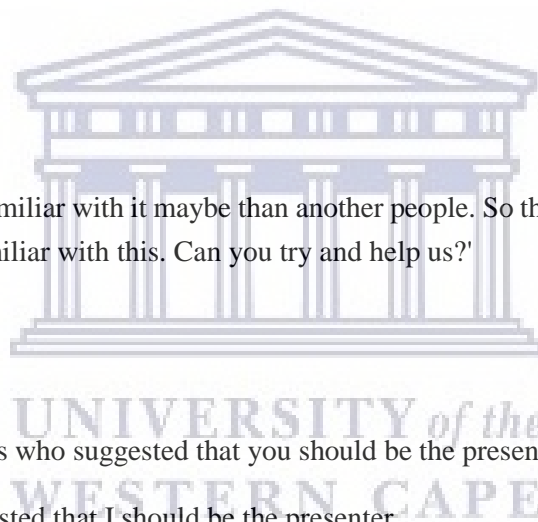 miliar with it maybe than another people. So th
niliar with this. Can you try and help us?'
UNIVERSITY of the
s who suggested that you should be the presen
WESTERN CAPE
sted that I should be the presenter